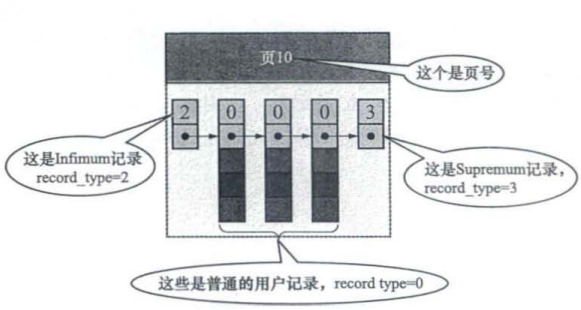 页10
这个是页号
2 0 0 0 3
这是Infimum记录
record_type=2
这是Supremum记录，
record_type=3
这些是普通的用户记录，record type=0